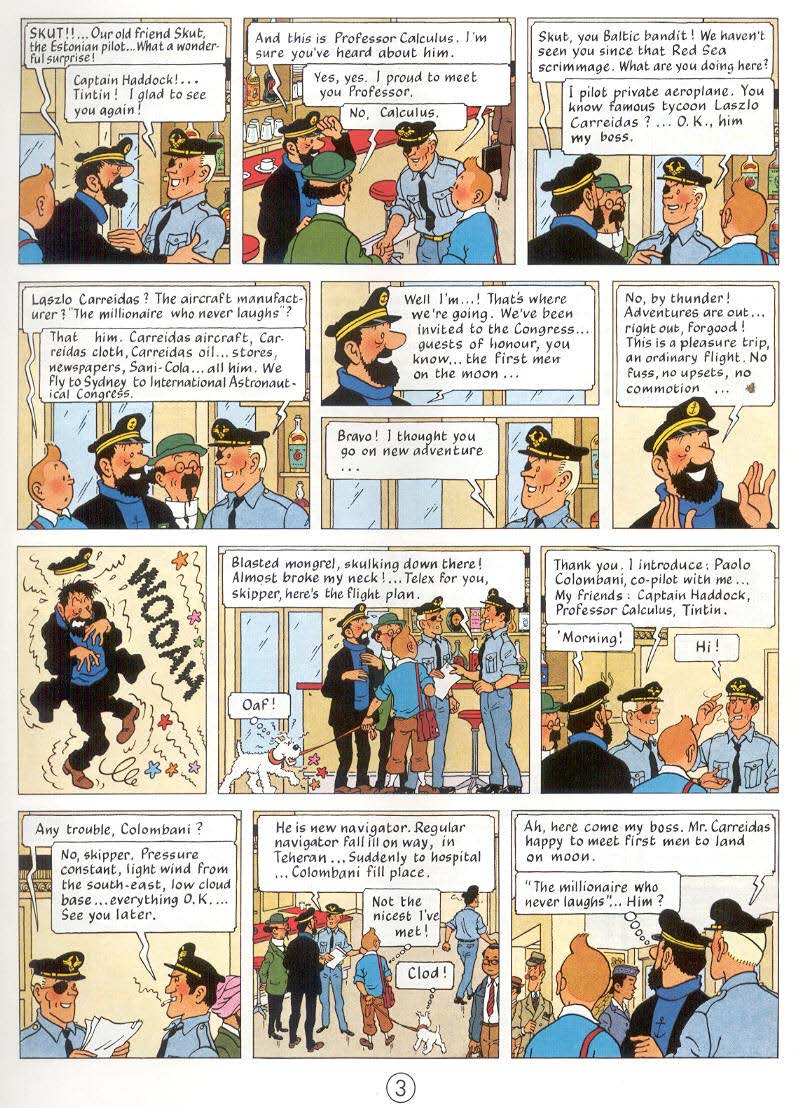 SKUT!!... Our old friend Skut,
the Estonian pilot...What a wonder-
ful surprise!
Captain Haddock!...
Tintin! I glad to see
you again!
And this is Professor Calculus. I'm
sure you've heard about him.
Yes, yes. I proud to meet
you Professor.
No, Calculus.
Skut, you Baltic bandit! We haven't
seen you since that Red Sea
scrimmage. What are you doing here?
I pilot private aeroplane. You
know famous tycoon Laszlo
Carreidas? ... O.K., him
my boss.
Laszlo Carreidas? The aircraft manufact-
urer? "The millionaire who never laughs"?
That him. Carreidas aircraft, Car-
reidas cloth, Carreidas oil... stores,
newspapers, Sani-Cola... all him. We
fly to Sydney to International Astronaut-
ical Congress.
Well I'm...! That's where
we're going. We've been
invited to the Congress...
guests of honour, you
know... the first men
on the moon ...
Bravo! I thought you
go on new adventure
...
No, by thunder!
Adventures are out...
right out, forgood!
This is a pleasure trip,
an ordinary flight. No
fuss, no upsets, no
commotion ...
WOOAH
Blasted mongrel, skulking down there!
Almost broke my neck!... Telex for you,
skipper, here's the flight plan.
Oaf!
Thank you. I introduce: Paolo
Colombani, co-pilot with me...
My friends: Captain Haddock,
Professor Calculus, Tintin.
'Morning!
Hi!
Any trouble, Colombani?
No, skipper. Pressure
constant, light wind from
the south-east, low cloud
base...everything O.K....
See you later.
He is new navigator. Regular
navigator fall ill on way, in
Teheran ... Suddenly to hospital
... Colombani fill place.
Not the
nicest I've
met!
Clod!
Ah, here come my boss. Mr. Carreidas
happy to meet first men to land
on moon.
"The millionaire who
never laughs"... Him?
3